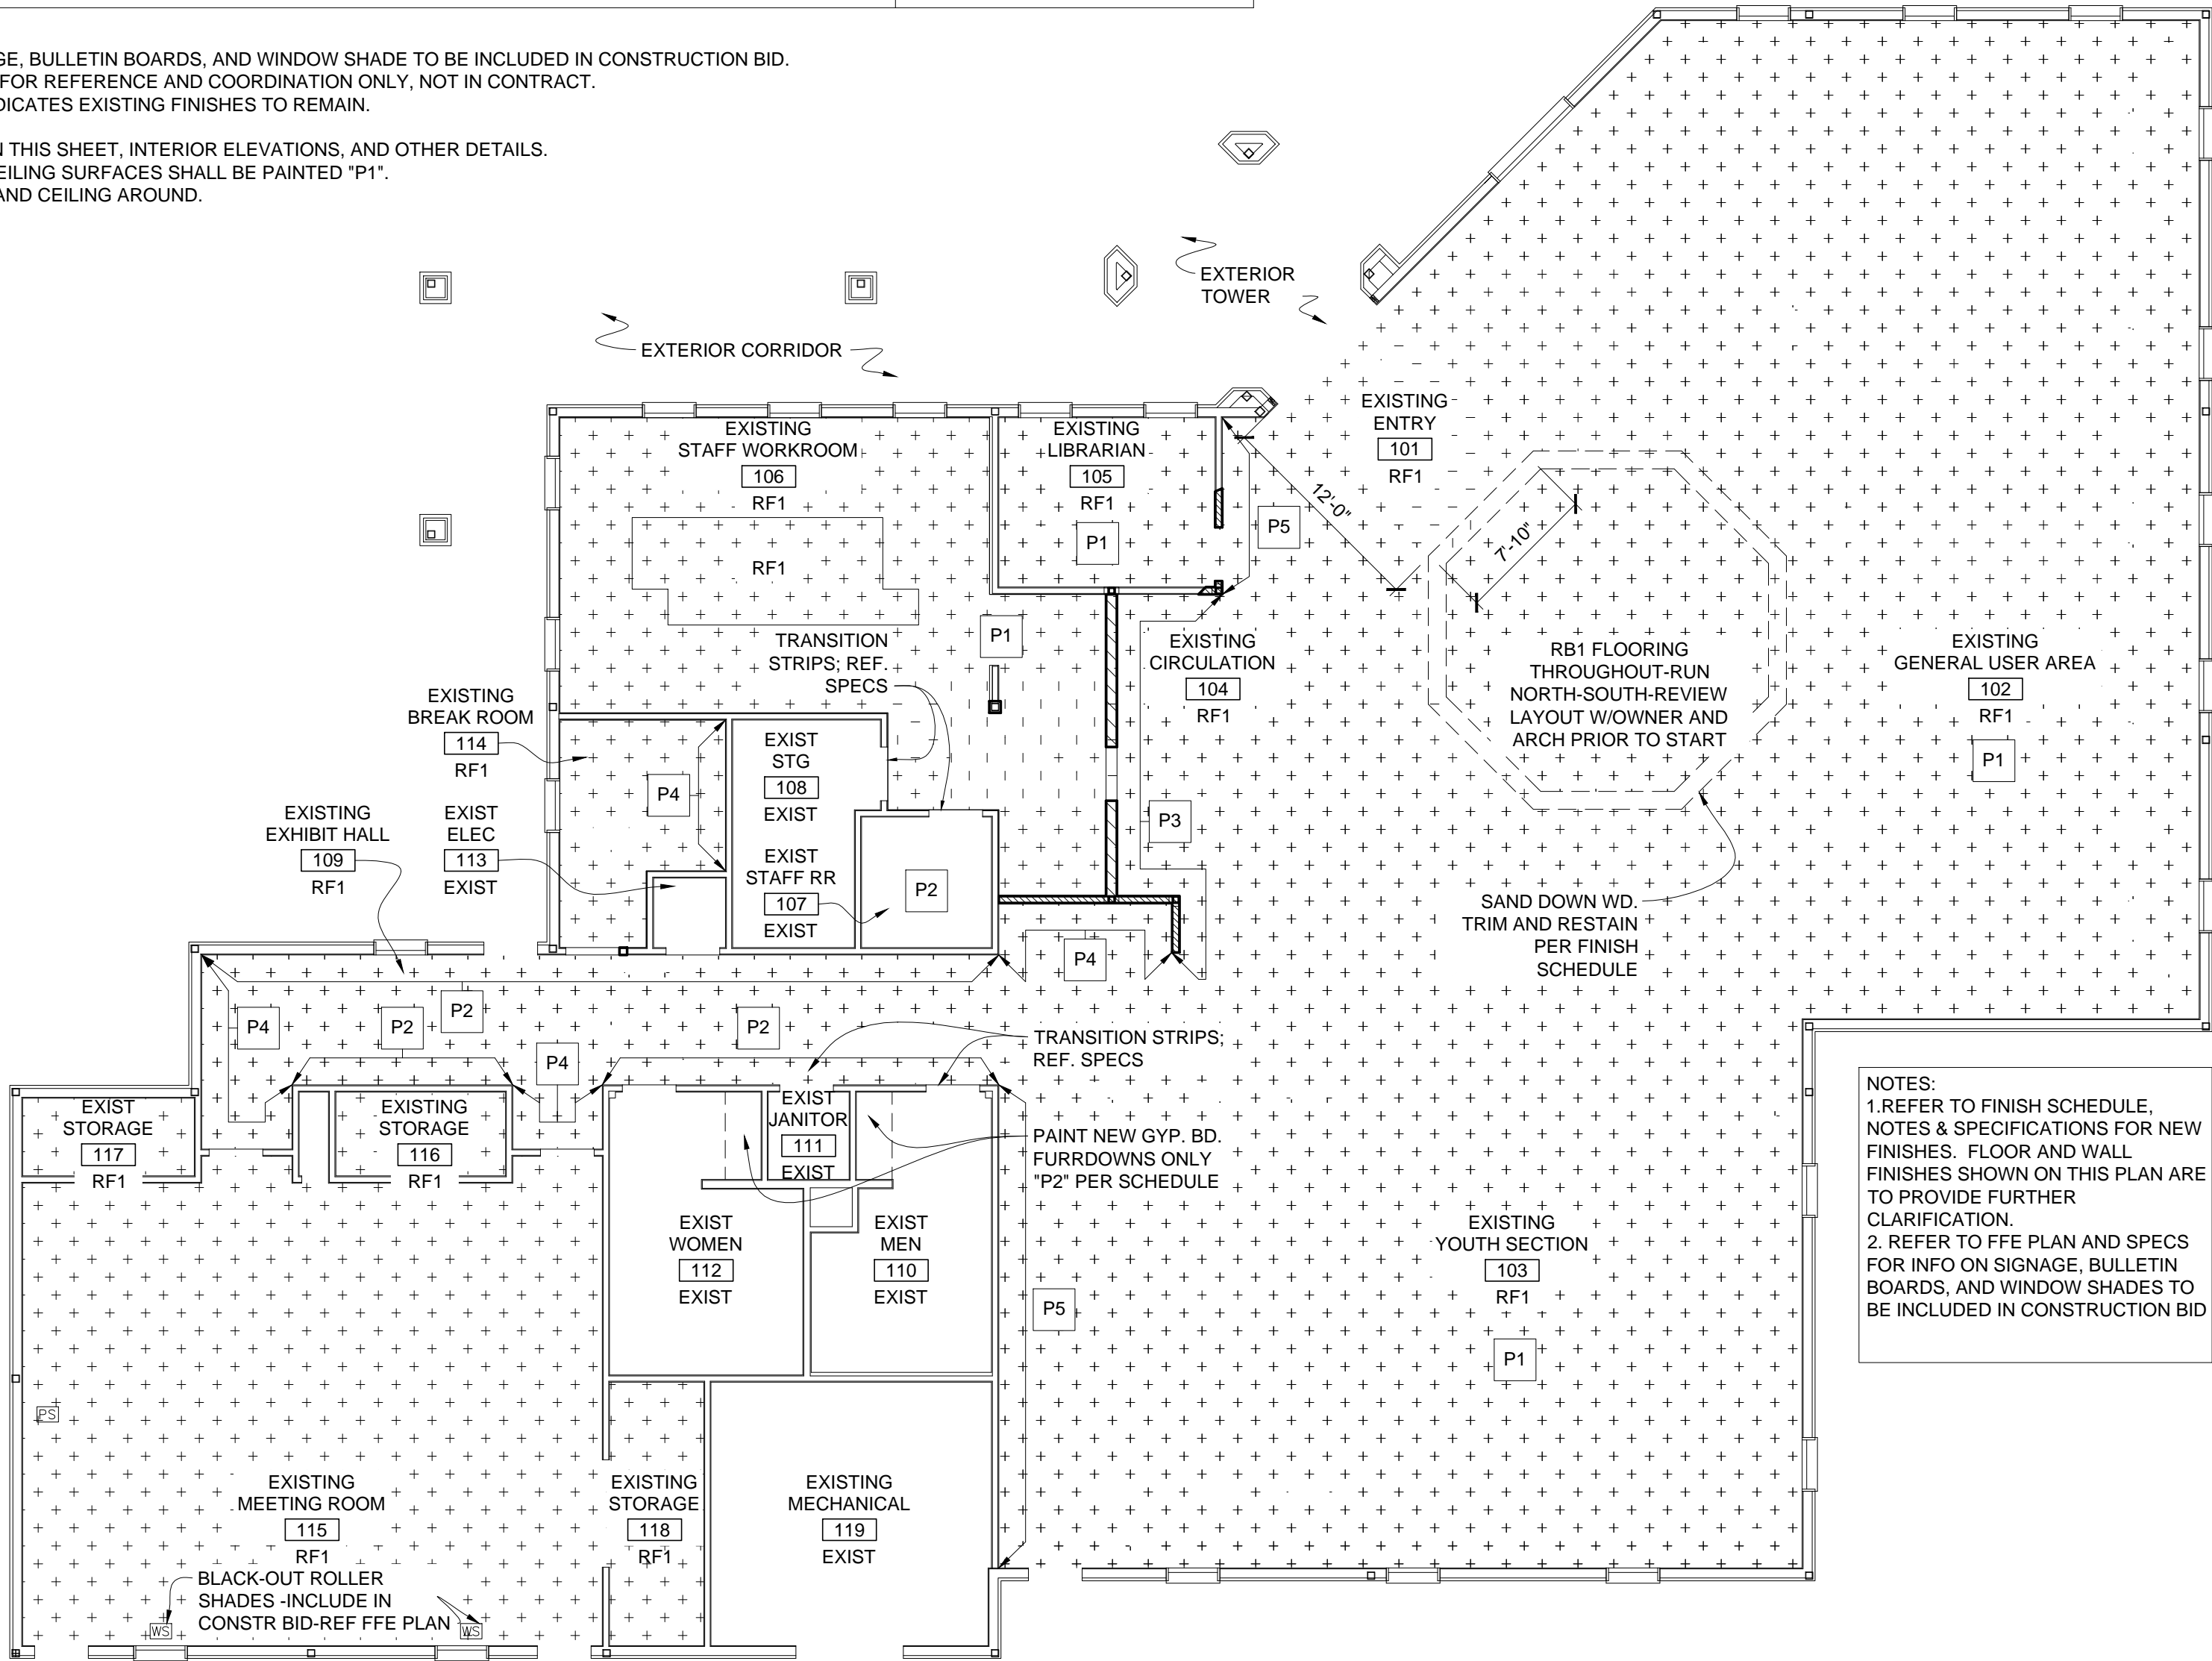 GE, BULLETIN BOARDS, AND WINDOW SHADE TO BE INCLUDED IN CONSTRUCTION BID.
FOR REFERENCE AND COORDINATION ONLY, NOT IN CONTRACT.
DICATES EXISTING FINISHES TO REMAIN.
N THIS SHEET, INTERIOR ELEVATIONS, AND OTHER DETAILS.
EILING SURFACES SHALL BE PAINTED "P1".
AND CEILING AROUND.
EXTERIOR
TOWER
EXTERIOR CORRIDOR
EXISTING
ENTRY
101
RF1
EXISTING
STAFF WORKROOM
106
RF1
RF1
EXISTING
LIBRARIAN
105
RF1
P1
P5
12'-0"
7'-10"
P1
TRANSITION
STRIPS; REF.
SPECS
EXISTING
CIRCULATION
104
RF1
RB1 FLOORING
THROUGHOUT-RUN
NORTH-SOUTH-REVIEW
LAYOUT W/OWNER AND
ARCH PRIOR TO START
EXISTING
GENERAL USER AREA
102
RF1
P1
EXISTING
BREAK ROOM
114
RF1
P4
EXIST
STG
108
EXIST
P3
EXISTING
EXHIBIT HALL
109
RF1
EXIST
ELEC
113
EXIST
EXIST
STAFF RR
107
EXIST
P2
SAND DOWN WD.
TRIM AND RESTAIN
PER FINISH
SCHEDULE
P4
P4
P2
P2
P2
P4
TRANSITION STRIPS;
REF. SPECS
EXIST
STORAGE
117
RF1
EXISTING
STORAGE
116
RF1
EXIST
JANITOR
111
EXIST
PAINT NEW GYP. BD.
FURRDOWNS ONLY
"P2" PER SCHEDULE
NOTES:
1.REFER TO FINISH SCHEDULE,
NOTES & SPECIFICATIONS FOR NEW
FINISHES. FLOOR AND WALL
FINISHES SHOWN ON THIS PLAN ARE
TO PROVIDE FURTHER
CLARIFICATION.
2. REFER TO FFE PLAN AND SPECS
FOR INFO ON SIGNAGE, BULLETIN
BOARDS, AND WINDOW SHADES TO
BE INCLUDED IN CONSTRUCTION BID
EXIST
WOMEN
112
EXIST
EXIST
MEN
110
EXIST
P5
EXISTING
YOUTH SECTION
103
RF1
P1
PS
EXISTING
MEETING ROOM
115
RF1
EXISTING
STORAGE
118
RF1
EXISTING
MECHANICAL
119
EXIST
BLACK-OUT ROLLER
SHADES -INCLUDE IN
CONSTR BID-REF FFE PLAN
WS
WS